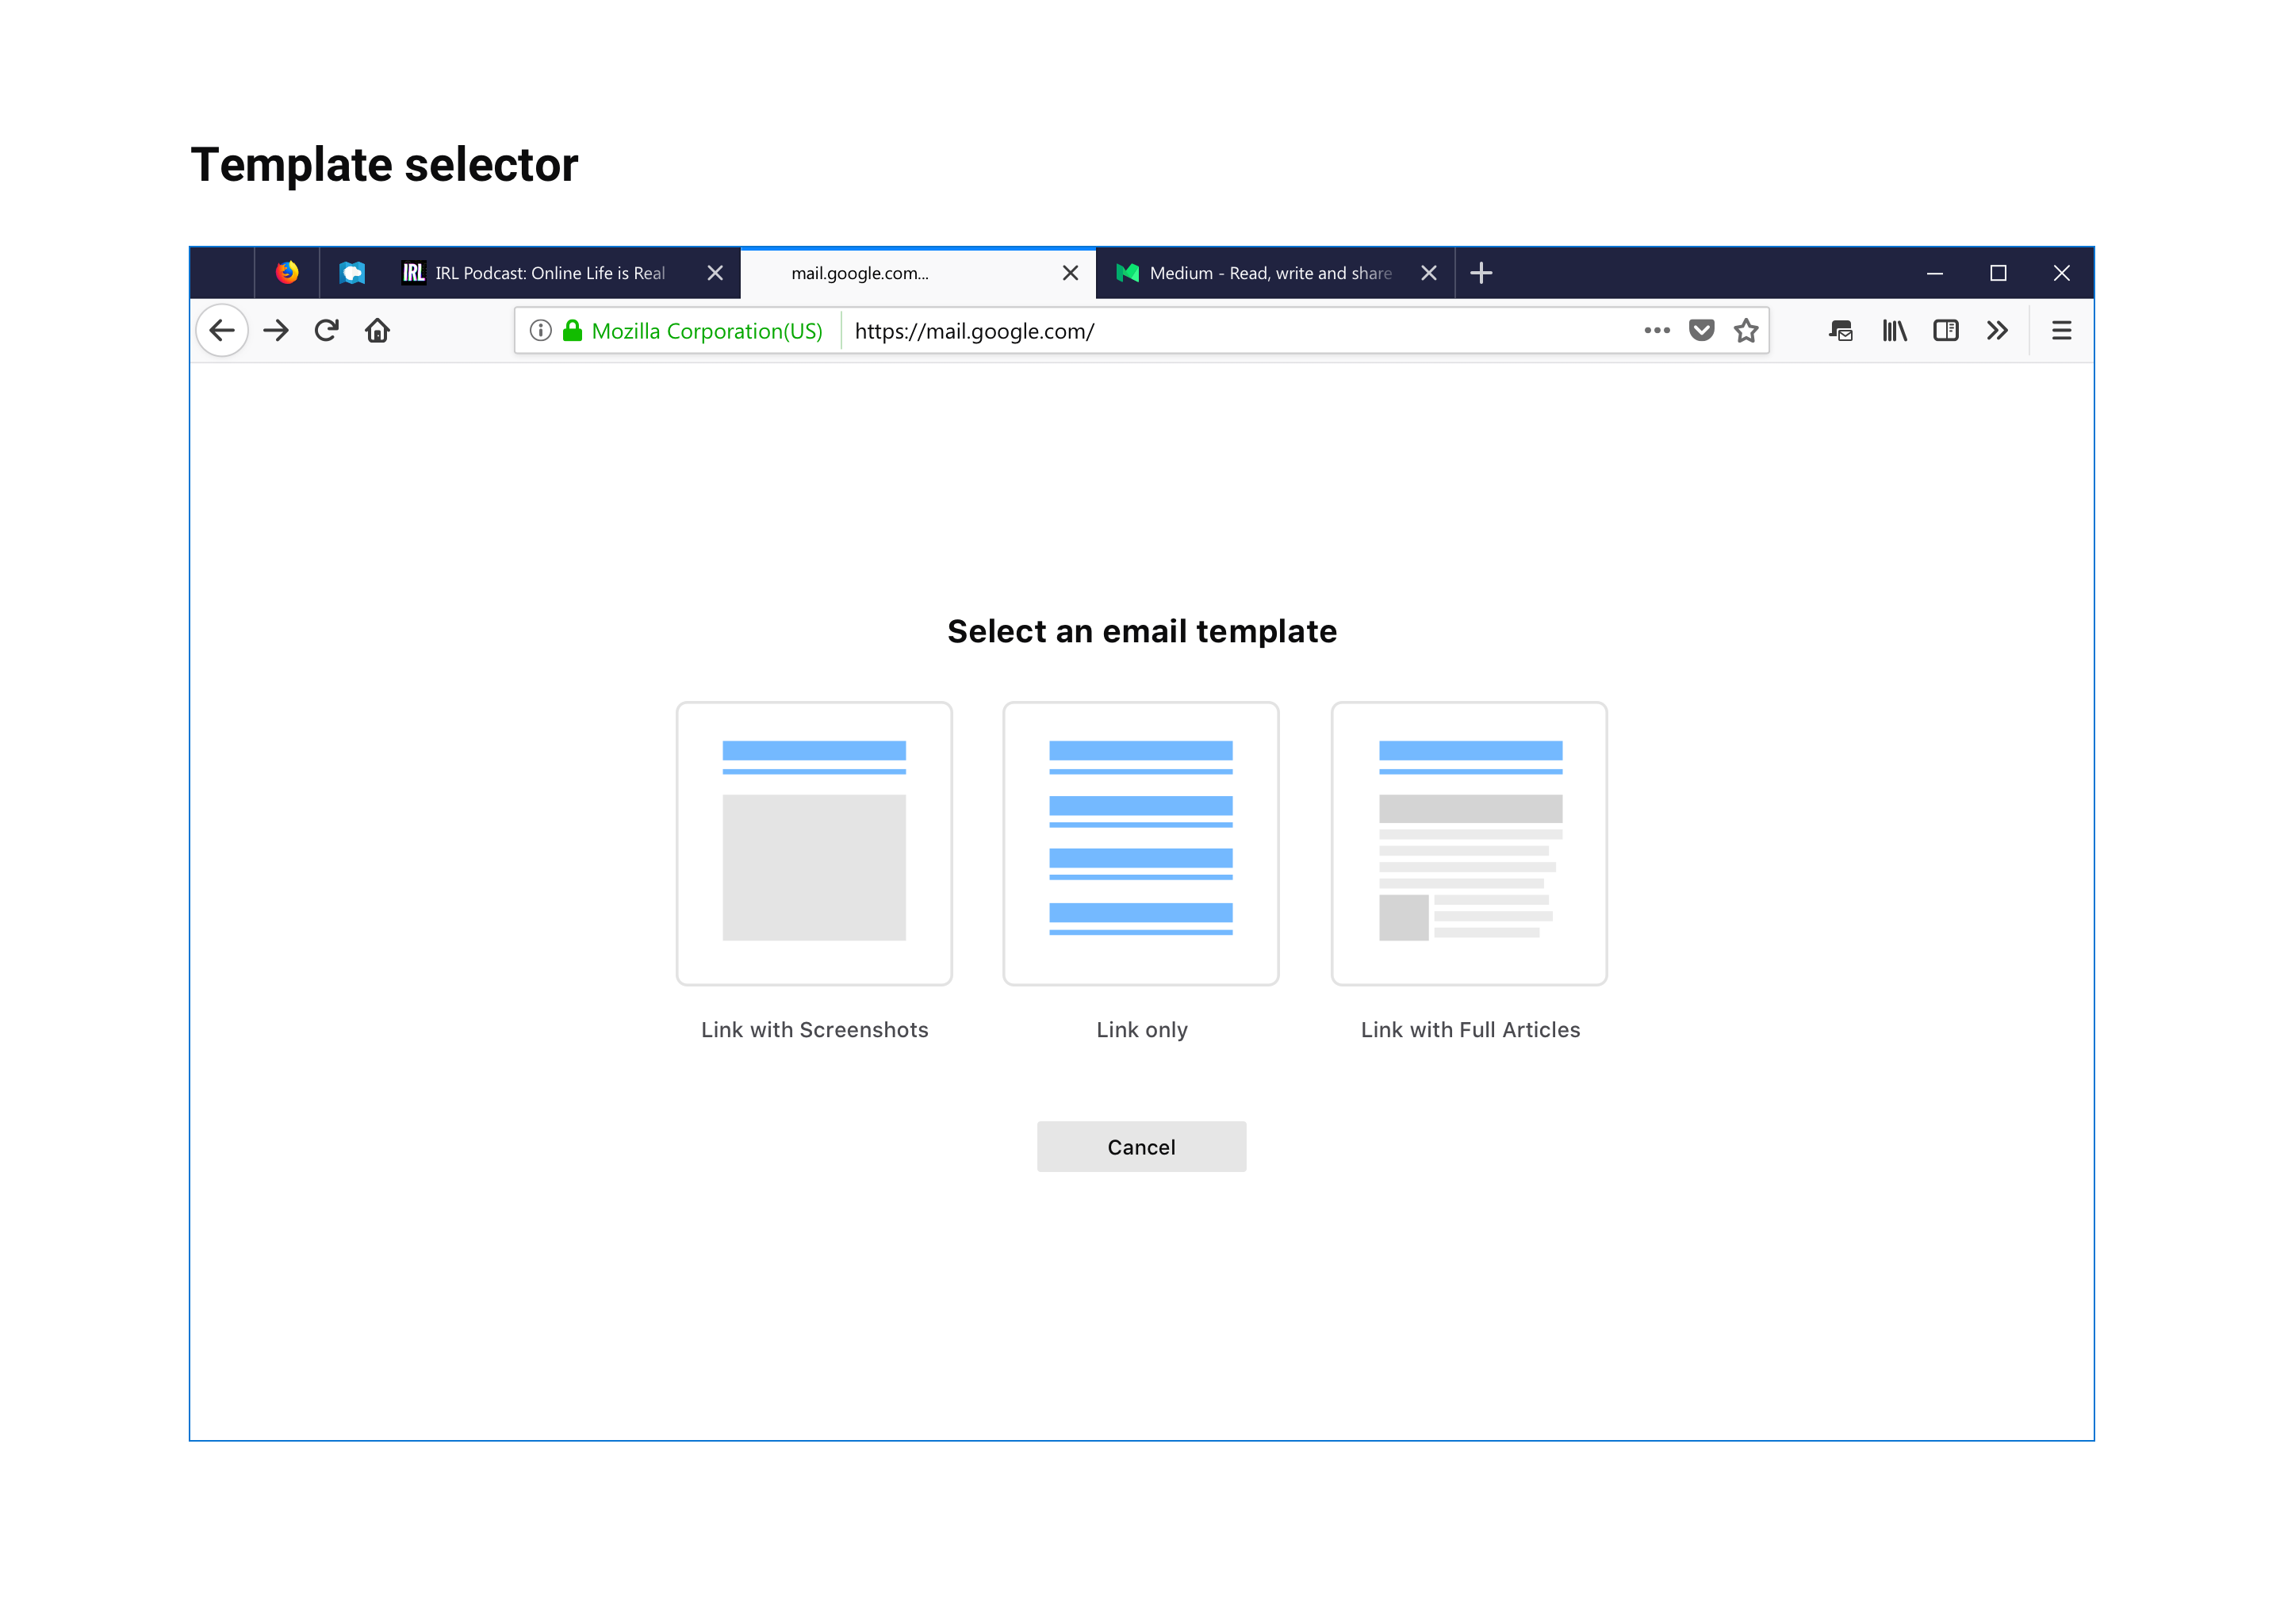 Template selector
IRL IRL Podcast: Online Life is Real
mail.google.com...
Medium - Read, write and share
Mozilla Corporation(US)
https://mail.google.com/
Select an email template
Link with Screenshots
Link only
Link with Full Articles
Cancel